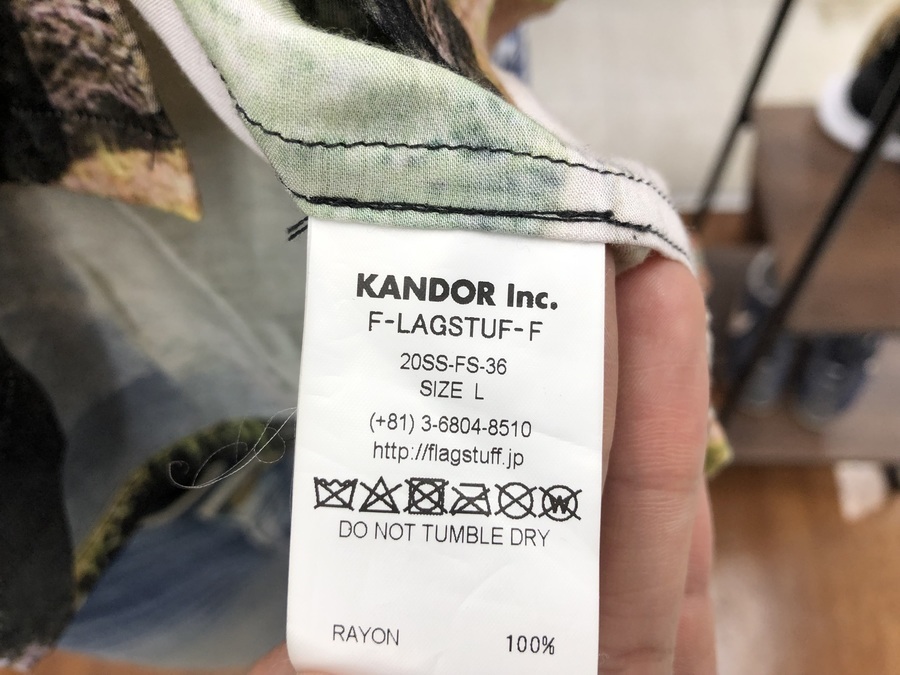 KANDOR Inc.
F-LAGSTUF-F
20SS-FS-36
SIZE L
(+81) 3-6804-8510
http://flagstuff.jp
W
DO NOT TUMBLE DRY
RAYON 100%